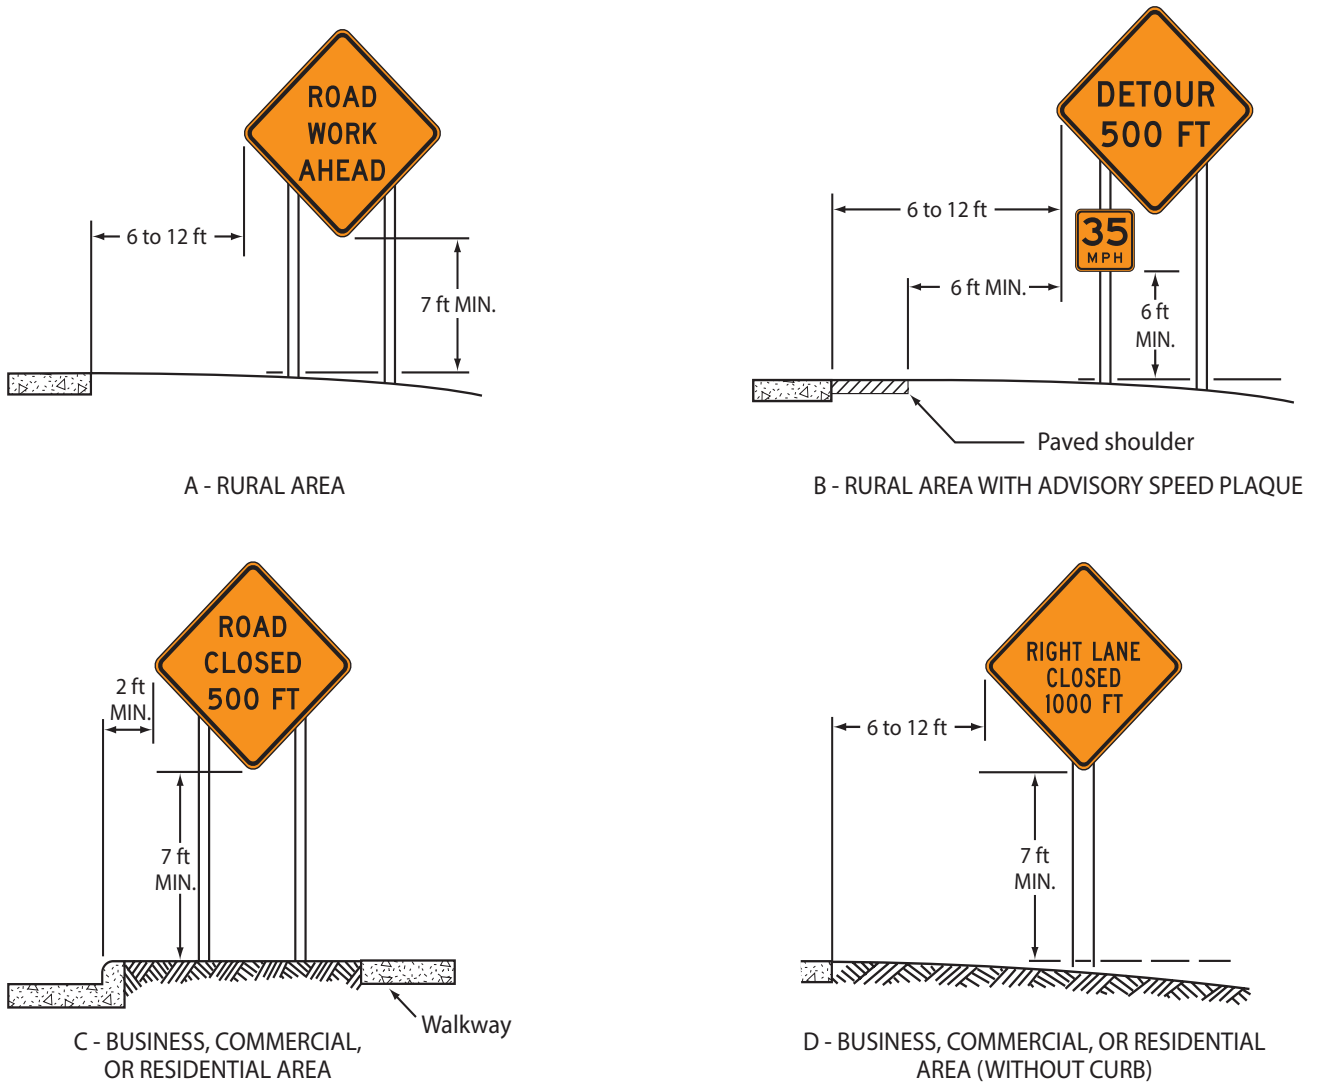 ROAD
WORK
AHEAD
6 to 12 ft
7 ft MIN.
A - RURAL AREA
DETOUR
500 FT
6 to 12 ft
35
MPH
6 ft MIN.
6 ft
MIN.
Paved shoulder
B - RURAL AREA WITH ADVISORY SPEED PLAQUE
ROAD
CLOSED
500 FT
2 ft
MIN.
7 ft
MIN.
Walkway
C - BUSINESS, COMMERCIAL,
OR RESIDENTIAL AREA
RIGHT LANE
CLOSED
1000 FT
6 to 12 ft
7 ft
MIN.
D - BUSINESS, COMMERCIAL, OR RESIDENTIAL
AREA (WITHOUT CURB)